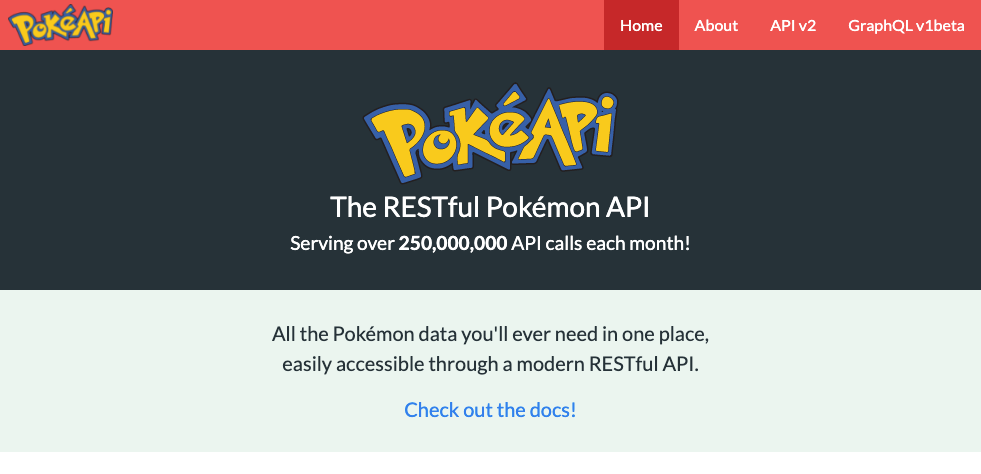 PokéApi
Home About API v2 GraphQL v1beta
PokéApi
The RESTful Pokémon API
Serving over 250,000,000 API calls each month!
All the Pokémon data you'll ever need in one place,
easily accessible through a modern RESTful API.
Check out the docs!